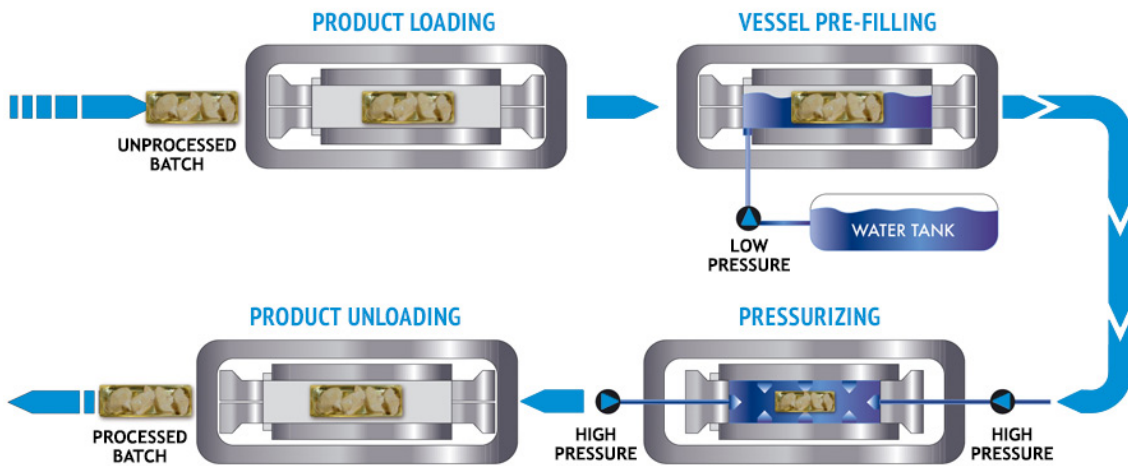 PRODUCT LOADING
VESSEL PRE-FILLING
UNPROCESSED
BATCH
WATER TANK
LOW
PRESSURE
PRODUCT UNLOADING
PRESSURIZING
PROCESSED
BATCH
HIGH
PRESSURE
HIGH
PRESSURE